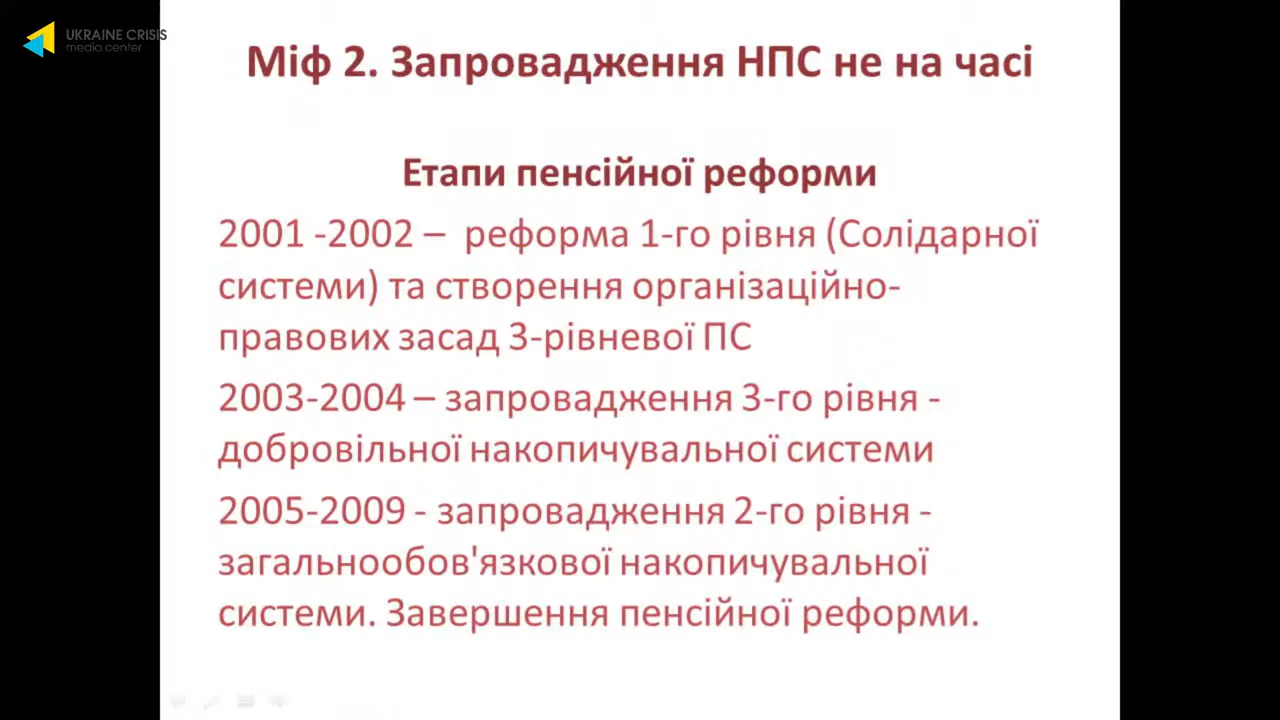 UKRAINE CRISIS
media center
Міф 2. Запровадження НПС не на часі
Етапи пенсійної реформи
2001 -2002 – реформа 1-го рівня (Солідарної
системи) та створення організаційно-
правових засад 3-рівневої ПС
2003-2004 – запровадження 3-го рівня -
добровільної накопичувальної системи
2005-2009 - запровадження 2-го рівня -
загальнообов'язкової накопичувальної
системи. Завершення пенсійної реформи.